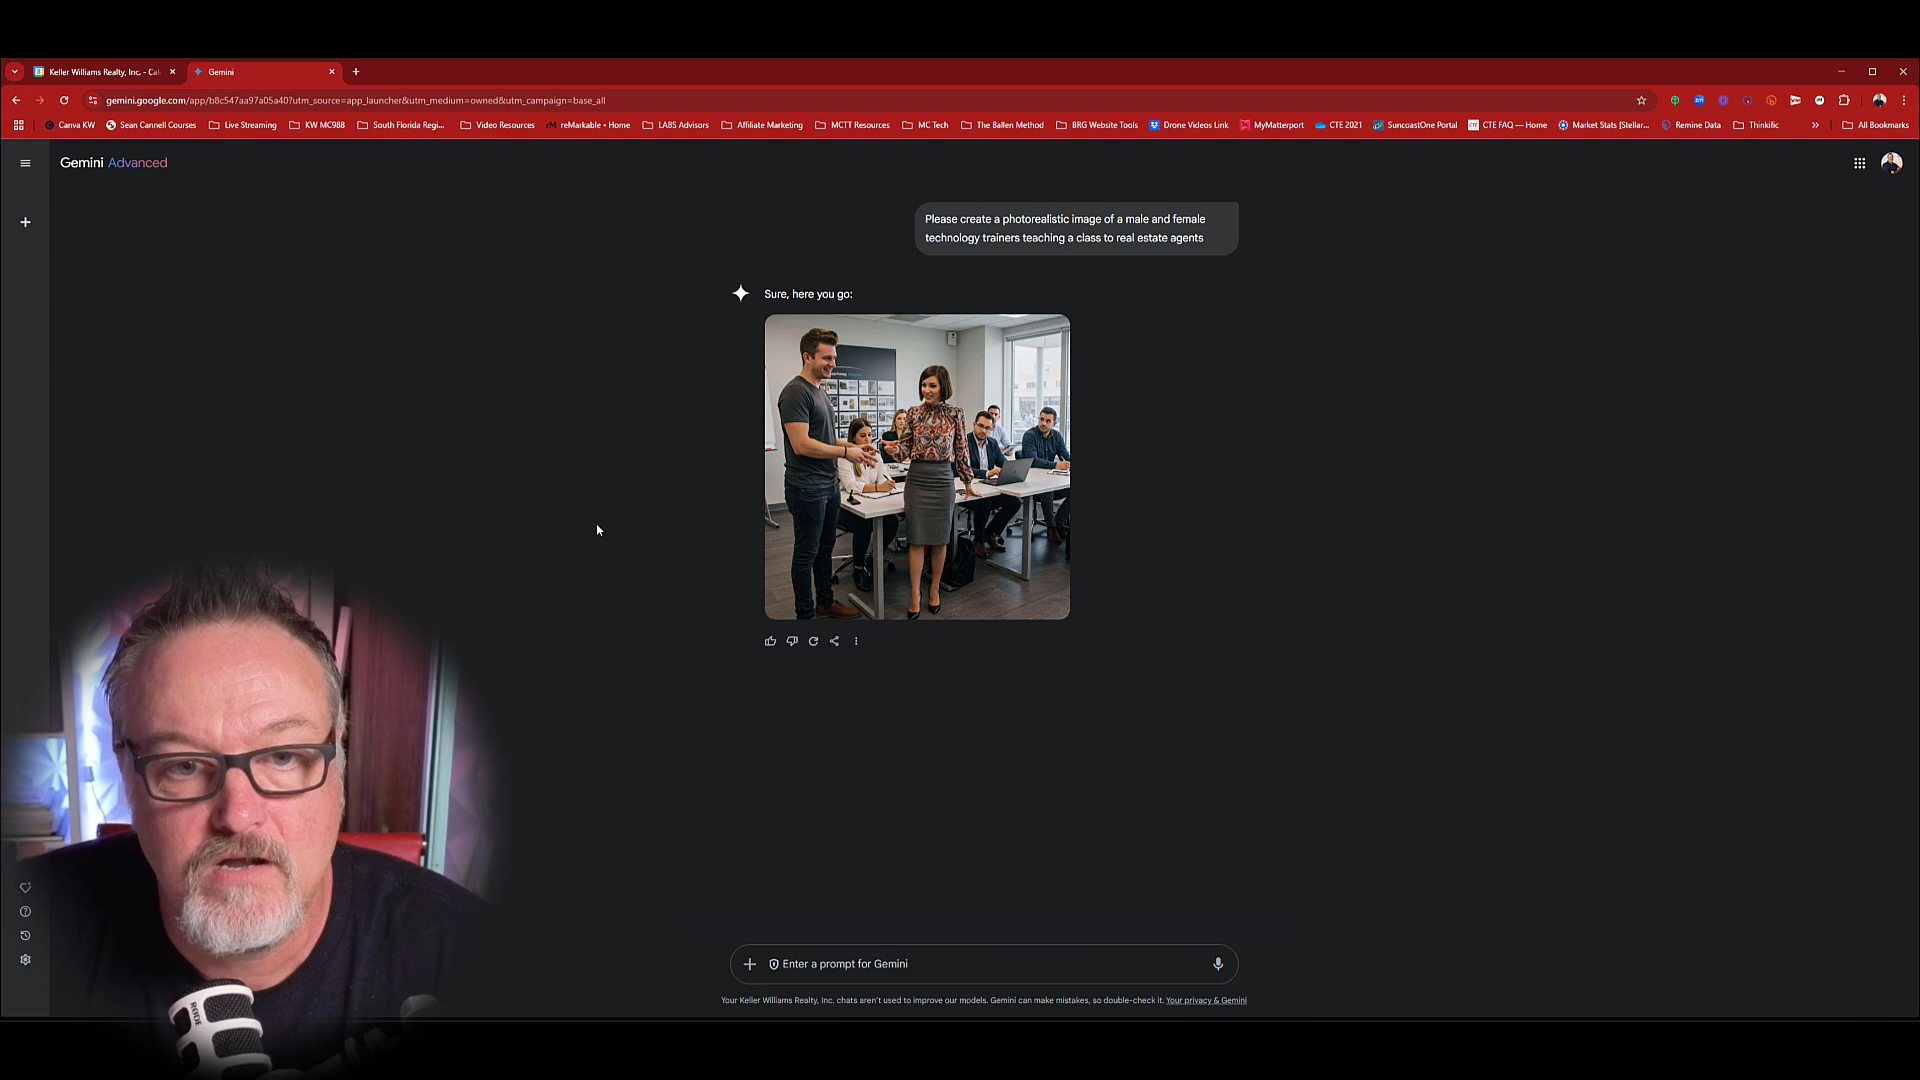 Keller Williams Realty, Inc. - Cal
Gemini
gemini.google.com/app/b8c547aa97a05a40?utm_source=app_launcher&utm_medium=owned&utm_campaign=base_all
Canva KW
Sean Cannell Courses
Live Streaming
KW MC988
South Florida Regi...
Video Resources
reMarkable • Home
LABS Advisors
Affiliate Marketing
MCTT Resources
MC Tech
The Ballen Method
BRG Website Tools
Drone Videos Link
MyMatterport
CTE 2021
SuncoastOne Portal
CTE FAQ — Home
Market Stats [Stellar...
Remine Data
Thinkific
All Bookmarks
Gemini Advanced
Please create a photorealistic image of a male and female
technology trainers teaching a class to real estate agents
Sure, here you go:
Enter a prompt for Gemini
Your Keller Williams Realty, Inc. chats aren't used to improve our models. Gemini can make mistakes, so double-check it. Your privacy & Gemini
RØDE